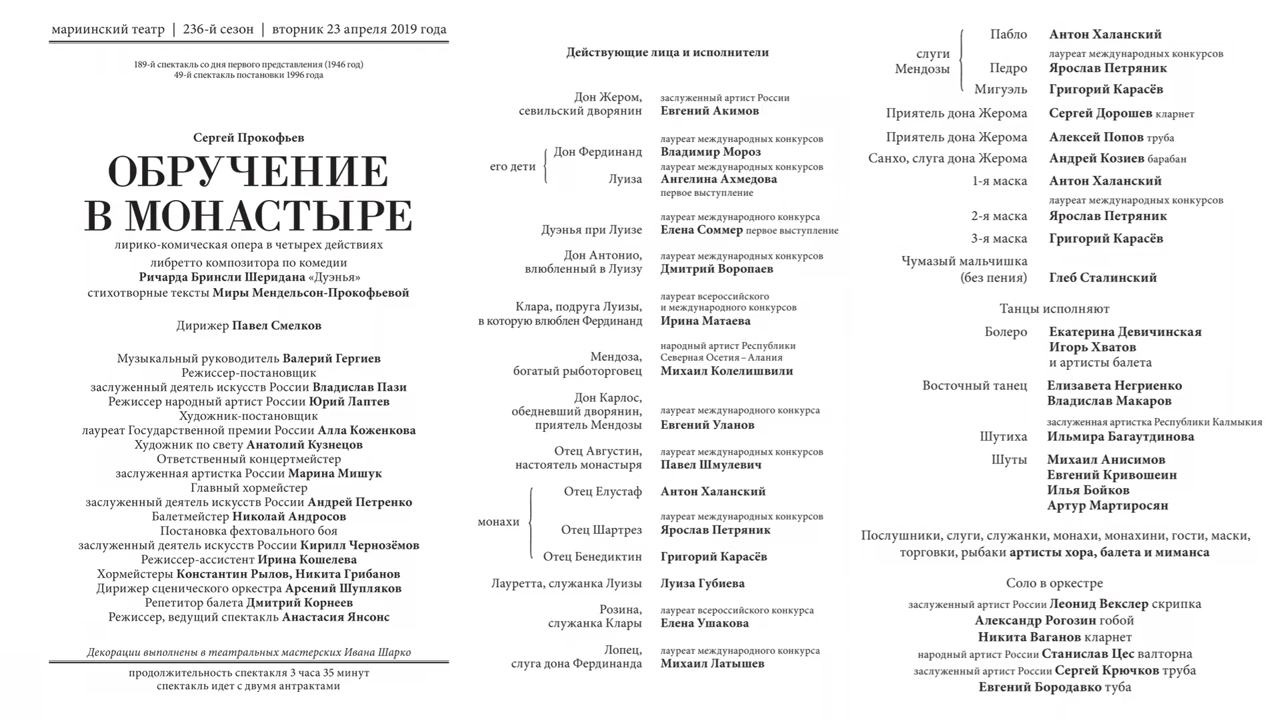 мариинский театр | 236-й сезон | вторник 23 апреля 2019 года
189-й спектакль со дня первого представления (1946 год)
49-й спектакль постановки 1996 года
Сергей Прокофьев
ОБРУЧЕНИЕ
В МОНАСТЫРЕ
лирико-комическая опера в четырех действиях
либретто композитора по комедии
Ричарда Бринсли Шеридана «Дуэнья»
стихотворные тексты Миры Мендельсон-Прокофьевой
Дирижер Павел Смелков
Музыкальный руководитель Валерий Гергиев
Режиссер-постановщик
заслуженный деятель искусств России Владислав Пази
Режиссер народный артист России Юрий Лаптев
Художник-постановщик
лауреат Государственной премии России Алла Коженкова
Художник по свету Анатолий Кузнецов
Ответственный концертмейстер
заслуженная артистка России Марина Мишук
Главный хормейстер
заслуженный деятель искусств России Андрей Петренко
Балетмейстер Николай Андросов
Постановка фехтовального боя
заслуженный деятель искусств России Кирилл Чернозёмов
Режиссер-ассистент Ирина Кошелева
Хормейстеры Константин Рылов, Никита Грибанов
Дирижер сценического оркестра Арсений Шупляков
Репетитор балета Дмитрий Корнеев
Режиссер, ведущий спектакль Анастасия Янсонс
Декорации выполнены в театральных мастерских Ивана Шарко
продолжительность спектакля 3 часа 35 минут
спектакль идет с двумя антрактами
Действующие лица и исполнители
Дон Жером, заслуженный артист России
севильский дворянин Евгений Акимов
лауреат международных конкурсов
Дон Фердинанд Владимир Мороз
его дети лауреат международных конкурсов
Луиза Ангелина Ахмедова
первое выступление
лауреат международного конкурса
Дуэнья при Луизе Елена Соммер первое выступление
Дон Антонио, лауреат международных конкурсов
влюбленный в Луизу Дмитрий Воропаев
лауреат всероссийского
Клара, подруга Луизы, и международного конкурсов
в которую влюблен Фердинанд Ирина Матаева
народный артист Республики
Мендоза, Северная Осетия – Алания
богатый рыботорговец Михаил Колелишвили
Дон Карлос,
обедневший дворянин, лауреат международного конкурса
приятель Мендозы Евгений Уланов
Отец Августин, лауреат международных конкурсов
настоятель монастыря Павел Шмулевич
Отец Елустаф Антон Халанский
монахи лауреат международных конкурсов
Отец Шартрез Ярослав Петряник
Отец Бенедиктин Григорий Карасёв
Лауретта, служанка Луизы Луиза Губиева
Розина, лауреат всероссийского конкурса
служанка Клары Елена Ушакова
Лопец, лауреат международного конкурса
слуга дона Фердинанда Михаил Латышев
Пабло Антон Халанский
слуги лауреат международных конкурсов
Мендозы Педро Ярослав Петряник
Мигуэль Григорий Карасёв
Приятель дона Жерома Сергей Дорошев кларнет
Приятель дона Жерома Алексей Попов труба
Санхо, слуга дона Жерома Андрей Козиев барабан
1-я маска Антон Халанский
лауреат международных конкурсов
2-я маска Ярослав Петряник
3-я маска Григорий Карасёв
Чумазый мальчишка
(без пения) Глеб Сталинский
Танцы исполняют
Болеро Екатерина Девичинская
Игорь Хватов
и артисты балета
Восточный танец Елизавета Негриенко
Владислав Макаров
заслуженная артистка Республики Калмыкия
Шутиха Ильмира Багаутдинова
Шуты Михаил Анисимов
Евгений Кривошеин
Илья Бойков
Артур Мартиросян
Послушники, слуги, служанки, монахи, монахини, гости, маски,
торговки, рыбаки артисты хора, балета и миманса
Соло в оркестре
заслуженный артист России Леонид Векслер скрипка
Александр Рогозин гобой
Никита Ваганов кларнет
народный артист России Станислав Цес валторна
заслуженный артист России Сергей Крючков труба
Евгений Бородавко туба